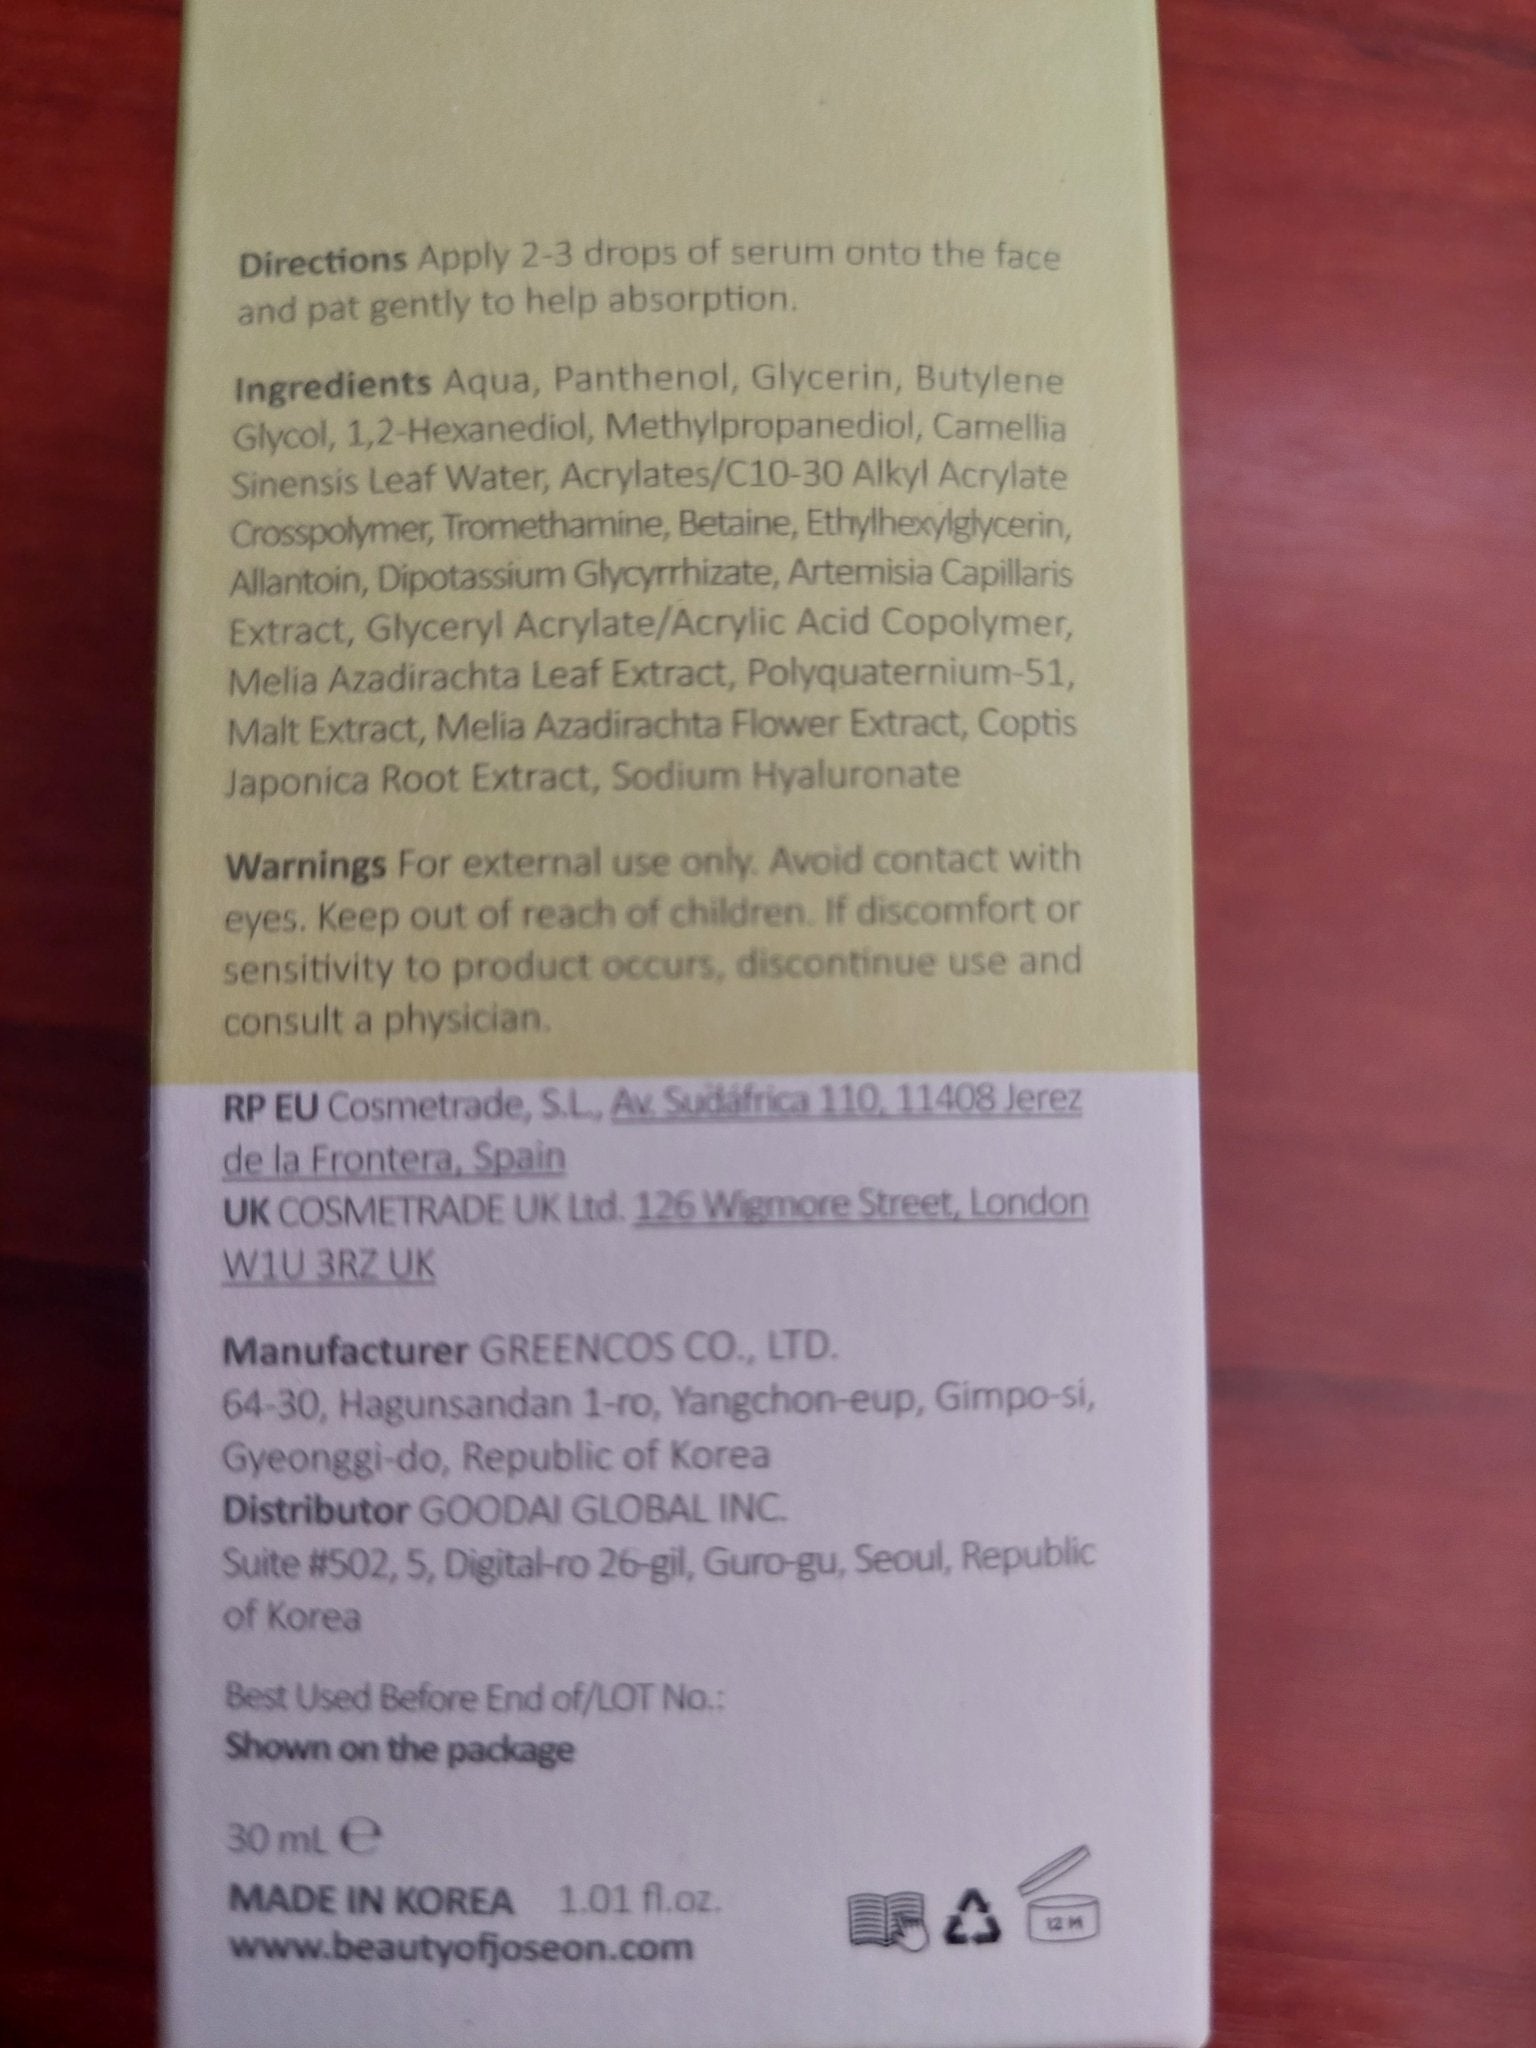 Directions Apply 2-3 drops of serum onto the face
and pat gently to help absorption.
Ingredients Aqua, Panthenol, Glycerin, Butylene
Glycol, 1,2-Hexanediol, Methylpropanediol, Camellia
Sinensis Leaf Water, Acrylates/C10-30 Alkyl Acrylate
Crosspolymer, Tromethamine, Betaine, Ethylhexylglycerin,
Allantoin, Dipotassium Glycyrrhizate, Artemisia Capillaris
Extract, Glyceryl Acrylate/Acrylic Acid Copolymer,
Melia Azadirachta Leaf Extract, Polyquaternium-51,
Malt Extract, Melia Azadirachta Flower Extract, Coptis
Japonica Root Extract, Sodium Hyaluronate
Warnings For external use only. Avoid contact with
eyes. Keep out of reach of children. If discomfort or
sensitivity to product occurs, discontinue use and
consult a physician.
RP EU Cosmetrade, S.L., Av. Sudáfrica 110, 11408 Jerez
de la Frontera, Spain
UK COSMETRADE UK Ltd. 126 Wigmore Street, London
W1U 3RZ UK
Manufacturer GREENCOS CO., LTD.
64-30, Hagunsandan 1-ro, Yangchon-eup, Gimpo-si,
Gyeonggi-do, Republic of Korea
Distributor GOODAI GLOBAL INC.
Suite #502, 5, Digital-ro 26-gil, Guro-gu, Seoul, Republic
of Korea
Best Used Before End of/LOT No.:
Shown on the package
30 mL ℮
MADE IN KOREA 1.01 fl.oz.
www.beautyofjoseon.com
12 M